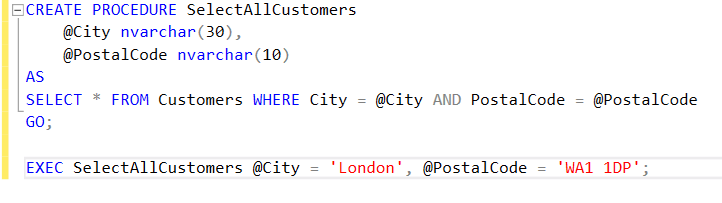 CREATE PROCEDURE SelectAllCustomers
@City nvarchar(30),
@PostalCode nvarchar(10)
AS
SELECT * FROM Customers WHERE City = @City AND PostalCode = @PostalCode
GO;
EXEC SelectAllCustomers @City = 'London', @PostalCode = 'WA1 1DP';